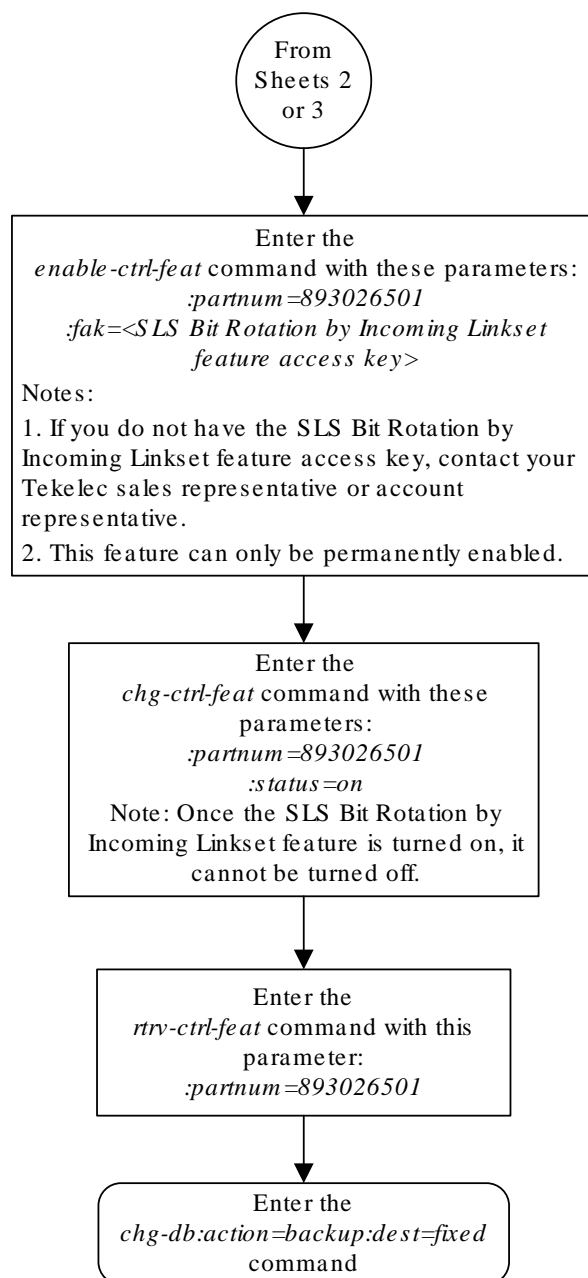 From
Sheets 2
or 3
Enter the
enable-ctrl-feat command with these parameters:
:partnum=893026501
:fak=<SLS Bit Rotation by Incoming Linkset
feature access key>
Notes:
1. If you do not have the SLS Bit Rotation by
Incoming Linkset feature access key, contact your
Tekelec sales representative or account
representative.
2. This feature can only be permanently enabled.
Enter the
chg-ctrl-feat command with these
parameters:
:partnum=893026501
:status=on
Note: Once the SLS Bit Rotation by
Incoming Linkset feature is turned on, it
cannot be turned off.
Enter the
rtrv-ctrl-feat command with this
parameter:
:partnum=893026501
Enter the
chg-db:action=backup:dest=fixed
command